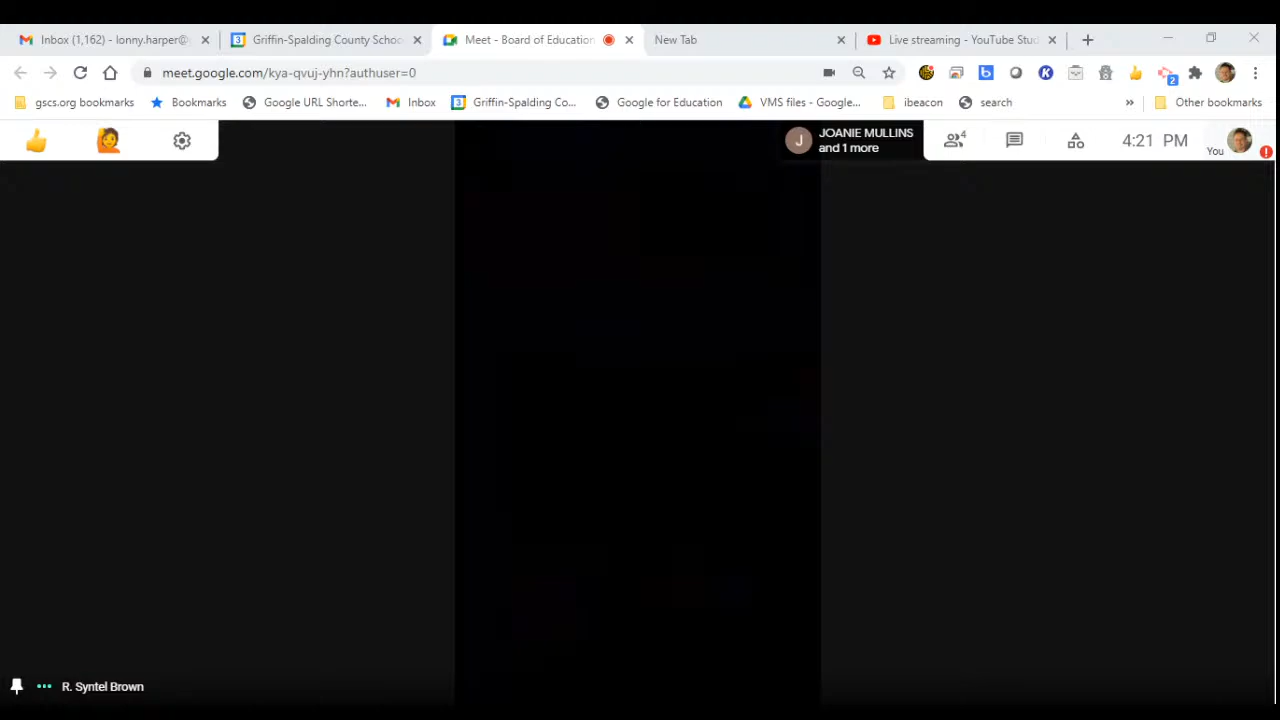 Inbox (1,162) - lonny.harper@
Griffin-Spalding County Schoo
Meet - Board of Education
New Tab
Live streaming - YouTube Stud
meet.google.com/kya-qvuj-yhn?authuser=0
2
gscs.org bookmarks
Bookmarks
Google URL Shorte...
Inbox
Griffin-Spalding Co...
Google for Education
VMS files - Google...
ibeacon
search
»
Other bookmarks
J
JOANIE MULLINS
and 1 more
4
4:21 PM
You
R. Syntel Brown